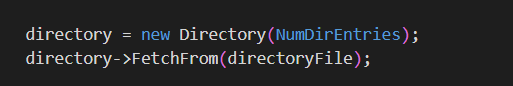 directory = new Directory(NumDirEntries);
directory->FetchFrom(directoryFile);